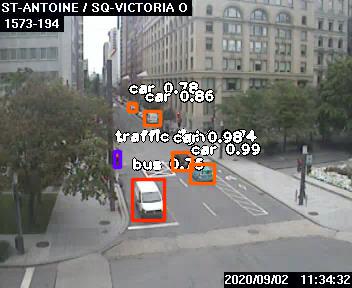 ST-ANTOINE / SQ-VICTORIA O
1573-194
car 0.78
car 0.86
traffic
car 0.98
car 0.99
bus 0.76
2020/09/02 11:34:32